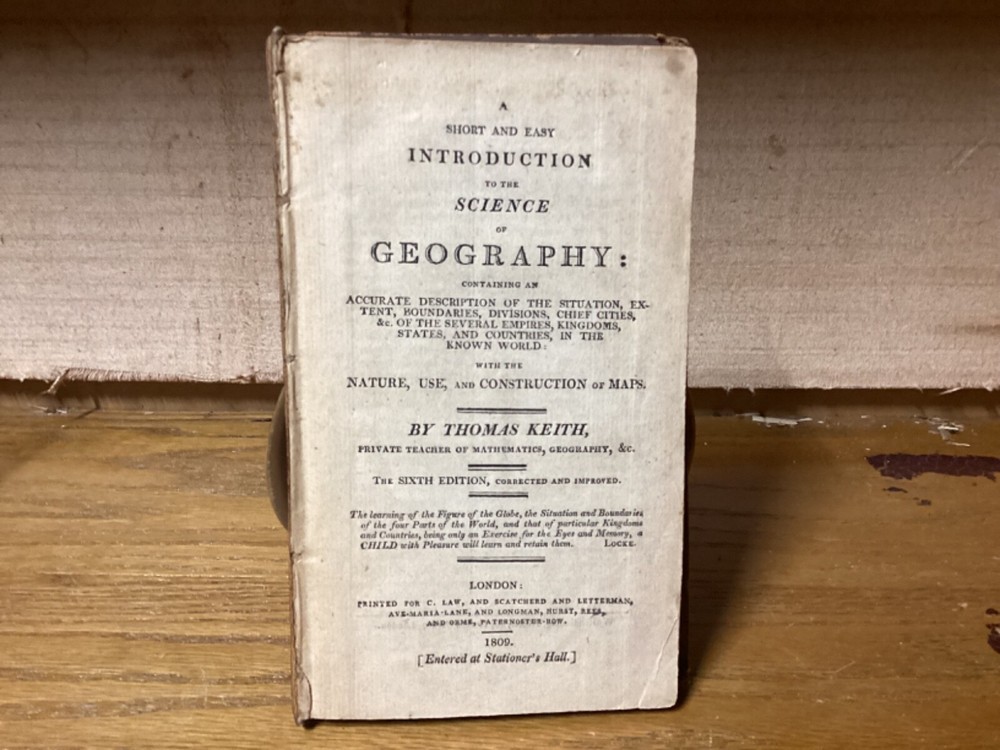 A
SHORT AND EASY
INTRODUCTION
TO THE
SCIENCE
OF
GEOGRAPHY:
CONTAINING AN
ACCURATE DESCRIPTION OF THE SITUATION, EX-
TENT, BOUNDARIES, DIVISIONS, CHIEF CITIES,
&c. OF THE SEVERAL EMPIRES, KINGDOMS,
STATES, AND COUNTRIES, IN THE
KNOWN WORLD:
WITH THE
NATURE, USE, AND CONSTRUCTION OF MAPS.
BY THOMAS KEITH,
PRIVATE TEACHER OF MATHEMATICS, GEOGRAPHY, &c.
THE SIXTH EDITION, CORRECTED AND IMPROVED.
The learning of the Figure of the Globe, the Situation and Boundaries
of the four Parts of the World, and that of particular Kingdoms
and Countries, being only an Exercise for the Eyes and Memory, a
CHILD with Pleasure will learn and retain them. LOCKE.
LONDON:
PRINTED FOR C. LAW, AND SCATCHERD AND LETTERMAN,
AVE-MARIA-LANE, AND LONGMAN, HURST, REES,
AND ORME, PATERNOSTER-ROW.
1809.
[Entered at Stationer's Hall.]